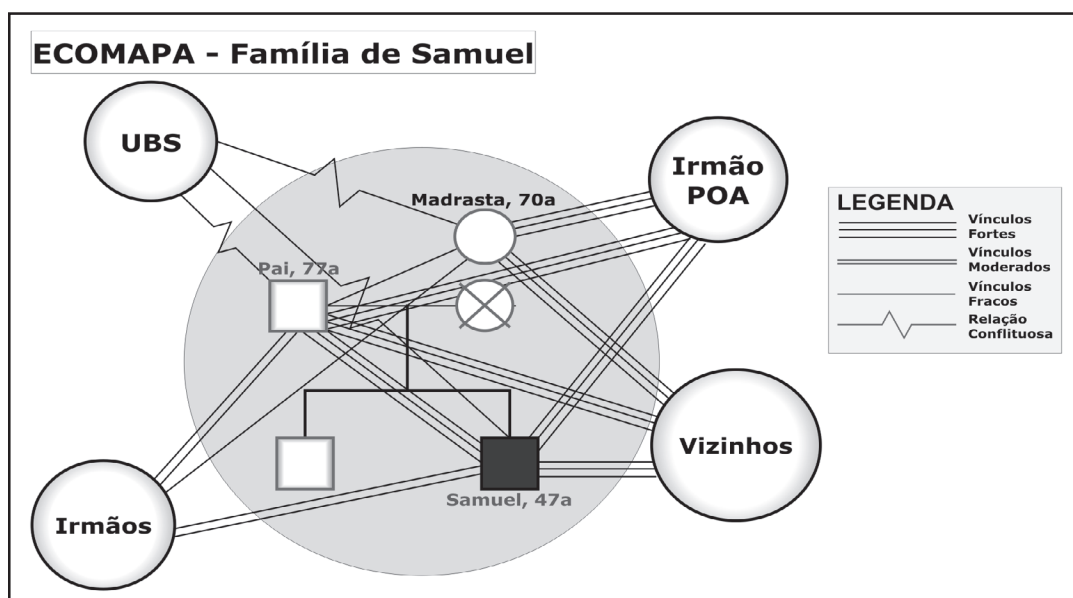 ECOMAPA - Família de Samuel
UBS
Irmão
POA
Madrasta, 70a
Pai, 77a
LEGENDA
Vínculos
Fortes
Vínculos
Moderados
Vínculos
Fracos
Relação
Conflituosa
Vizinhos
Samuel, 47a
Irmãos